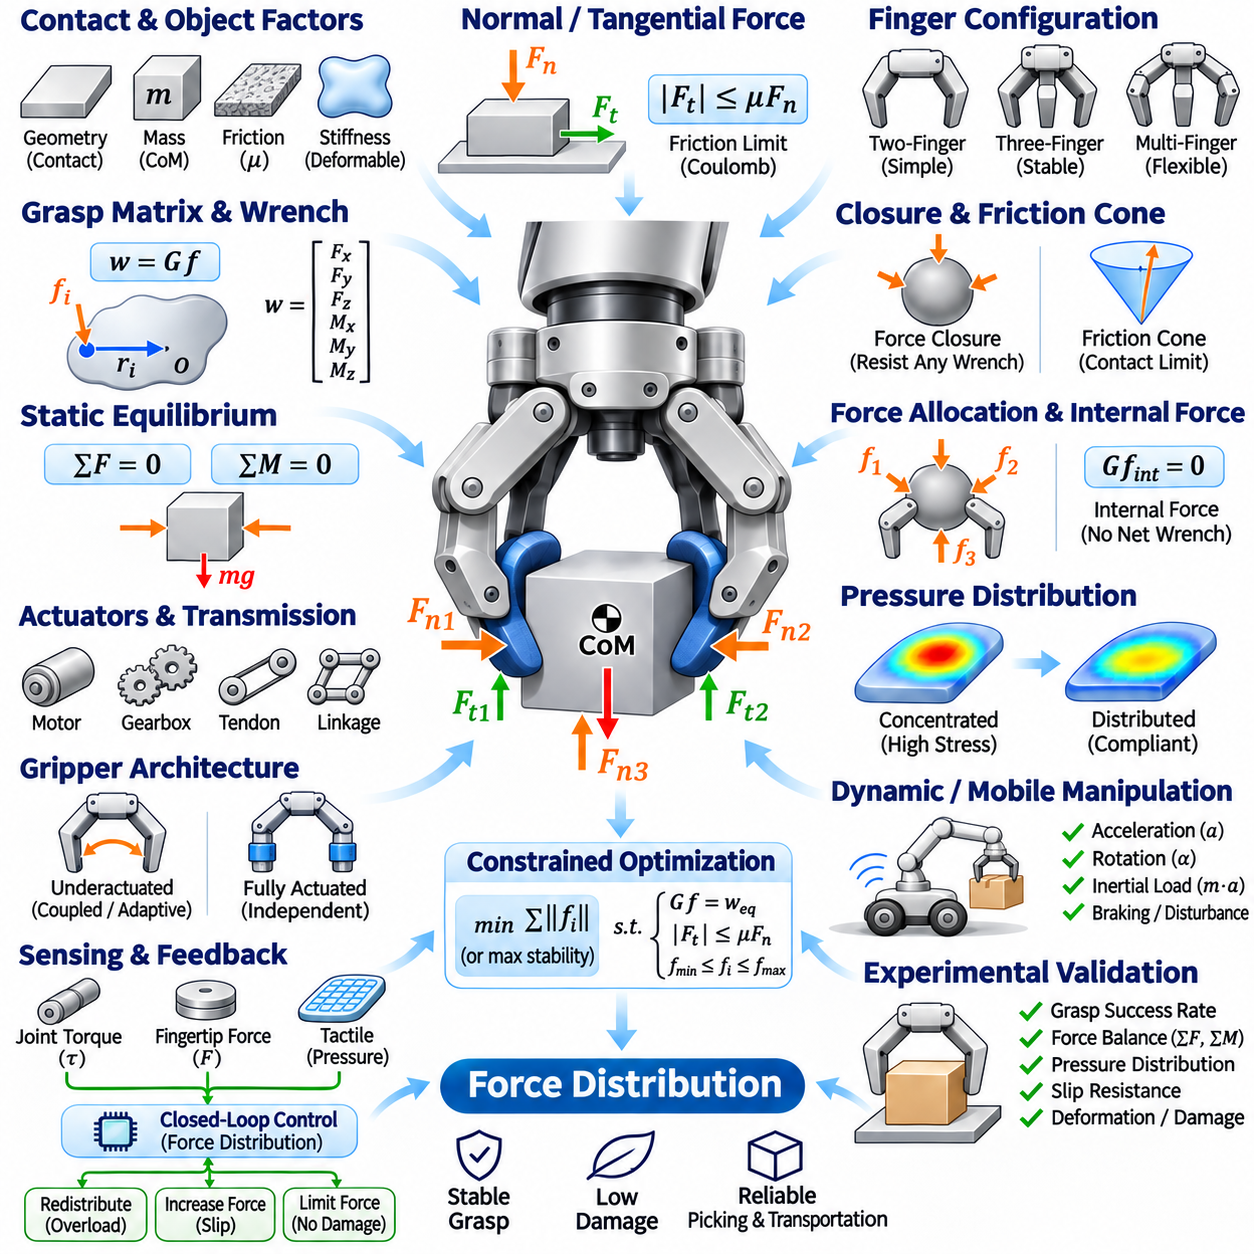 Contact & Object Factors
m
Geometry
(Contact)
Mass
(CoM)
Friction
(μ)
Stiffness
(Deformable)
Normal / Tangential Force
Fn
Ft
|Ft| ≤ μFn
Friction Limit
(Coulomb)
Finger Configuration
Two-Finger
(Simple)
Three-Finger
(Stable)
Multi-Finger
(Flexible)
Grasp Matrix & Wrench
w = Gf
fi
ri
o
w =
Fx
Fy
Fz
Mx
My
Mz
Closure & Friction Cone
Force Closure
(Resist Any Wrench)
Friction Cone
(Contact Limit)
Static Equilibrium
ΣF = 0
ΣM = 0
mg
Force Allocation & Internal Force
f1
f2
f3
Gfint = 0
Internal Force
(No Net Wrench)
Actuators & Transmission
Motor
Gearbox
Tendon
Linkage
Fn1
Fn2
CoM
Ft1
Ft2
Fn3
Pressure Distribution
Concentrated
(High Stress)
Distributed
(Compliant)
Gripper Architecture
Underactuated
(Coupled / Adaptive)
Fully Actuated
(Independent)
Dynamic / Mobile Manipulation
Acceleration (a)
Rotation (α)
Inertial Load (m·a)
Braking / Disturbance
Constrained Optimization
min Σ||fi||
(or max stability)
s.t.
Gf = weq
|Ft| ≤ μFn
fmin ≤ fi ≤ fmax
Sensing & Feedback
Joint Torque
(τ)
Fingertip Force
(F)
Tactile
(Pressure)
Closed-Loop Control
(Force Distribution)
Redistribute
(Overload)
Increase Force
(Slip)
Limit Force
(No Damage)
Experimental Validation
Grasp Success Rate
Force Balance (ΣF, ΣM)
Pressure Distribution
Slip Resistance
Deformation / Damage
Force Distribution
Stable
Grasp
Low
Damage
Reliable
Picking & Transportation